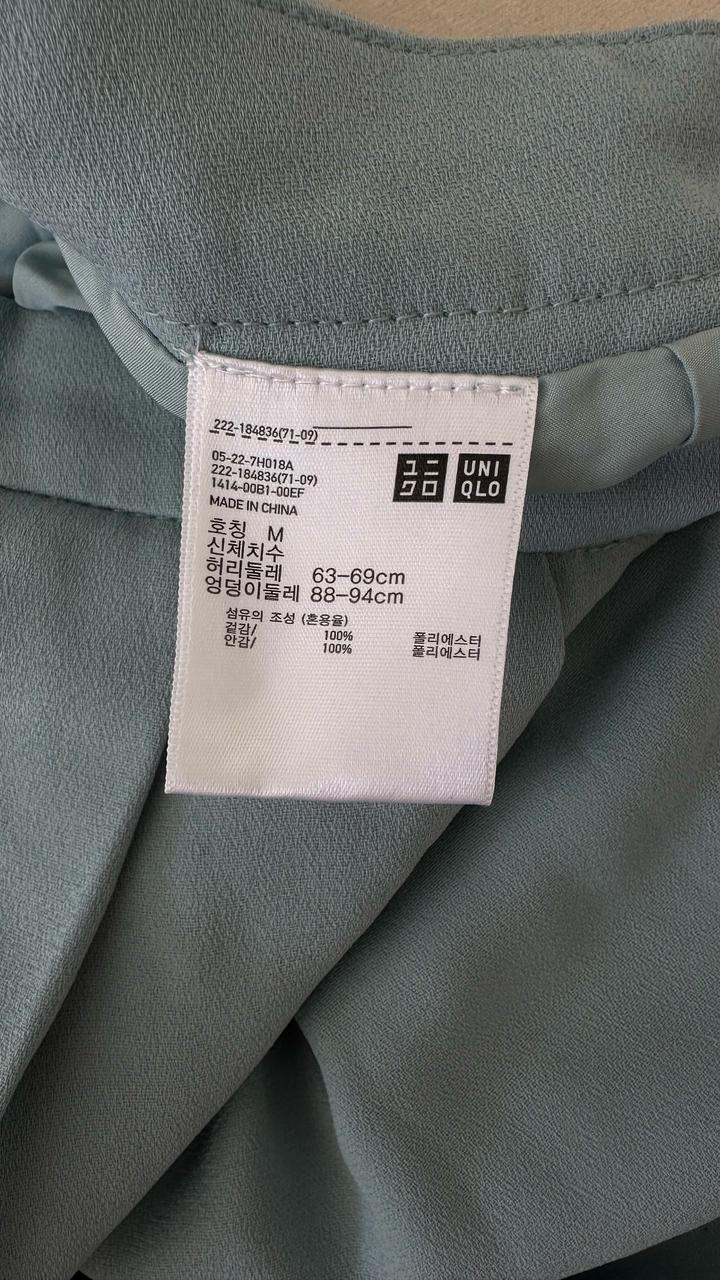 222-184836(71-09)
05-22-7H018A
222-184836(71-09)
1414-00B1-00EF
MADE IN CHINA
ユニ
クロ
UNI
QLO
호칭 M
신체치수
허리둘레 63-69cm
엉덩이둘레 88-94cm
섬유의 조성 (혼용율)
겉감/ 100% 폴리에스터
안감/ 100% 폴리에스터